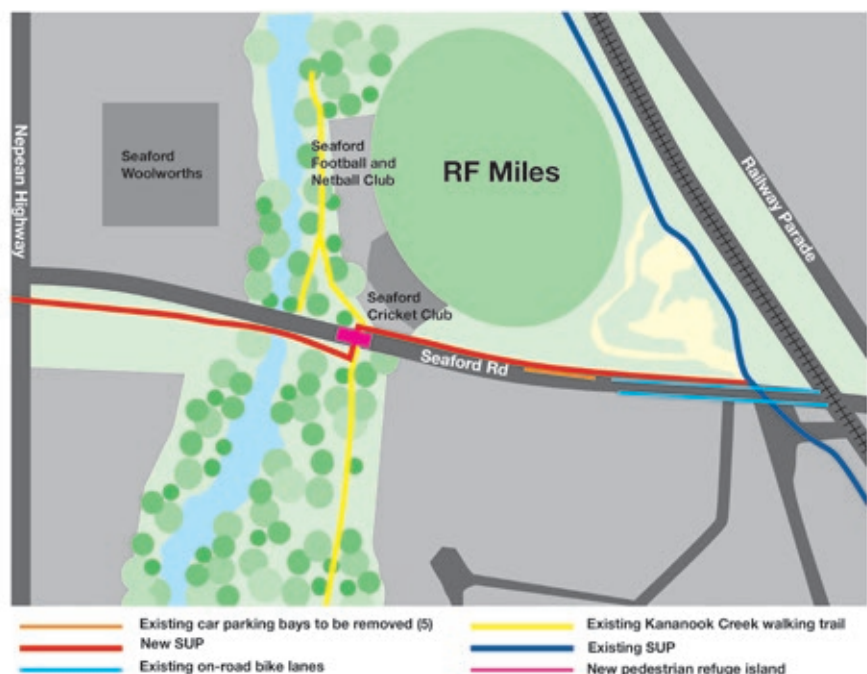 Nepean Highway
Seaford
Woolworths
Seaford
Football and
Netball Club
RF Miles
Railway Parade
Seaford
Cricket Club
Seaford Rd
Existing car parking bays to be removed (5)
New SUP
Existing on-road bike lanes
Existing Kananook Creek walking trail
Existing SUP
New pedestrian refuge island